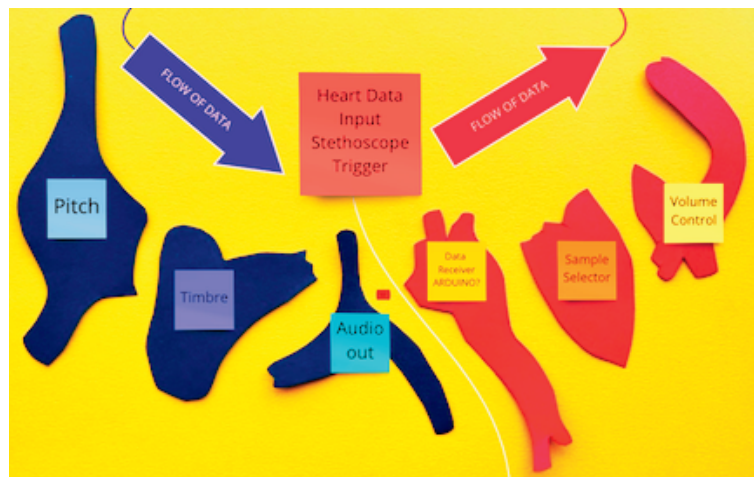 FLOW OF DATA
Heart Data
Input
Stethoscope
Trigger
FLOW OF DATA
Pitch
Timbre
Audio
out
Data
Receiver
ARDUINO?
Sample
Selector
Volume
Control